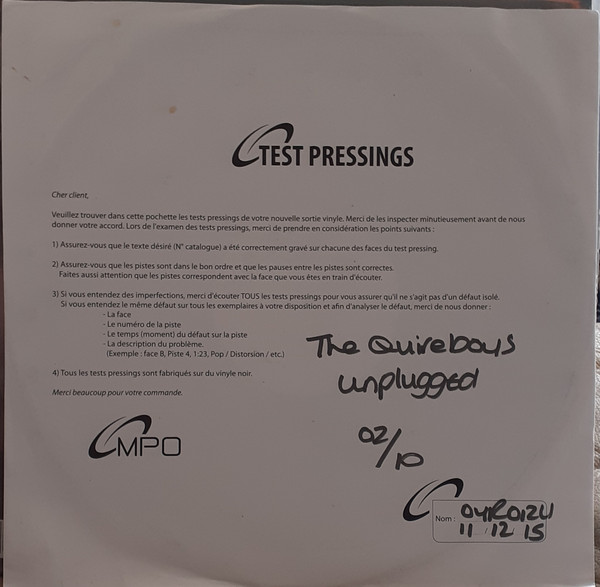 TEST PRESSINGS
Cher client,
Veuillez trouver dans cette pochette les tests pressings de votre nouvelle sortie vinyle. Merci de les inspecter minutieusement avant de nous
donner votre accord. Lors de l'examen des tests pressings, merci de prendre en considération les points suivants :
1) Assurez-vous que le texte désiré (N° catalogue) a été correctement gravé sur chacune des faces du test pressing.
2) Assurez-vous que les pistes sont dans le bon ordre et que les pauses entre les pistes sont correctes.
Faites aussi attention que les pistes correspondent avec la face que vous êtes en train d'écouter.
3) Si vous entendez des imperfections, merci d'écouter TOUS les tests pressings pour vous assurer qu'il ne s'agit pas d'un défaut isolé.
Si vous entendez le même défaut sur tous les exemplaires à votre disposition et afin d'analyser le défaut, merci de nous donner :
- La face
- Le numéro de la piste
- Le temps (moment) du défaut sur la piste
- La description du problème.
(Exemple : face B, Piste 4, 1:23, Pop / Distorsion / etc.)
4) Tous les tests pressings sont fabriqués sur du vinyle noir.
Merci beaucoup pour votre commande.
MPO
The Quireboys
unplugged
02/10
Nom :
11 12 15